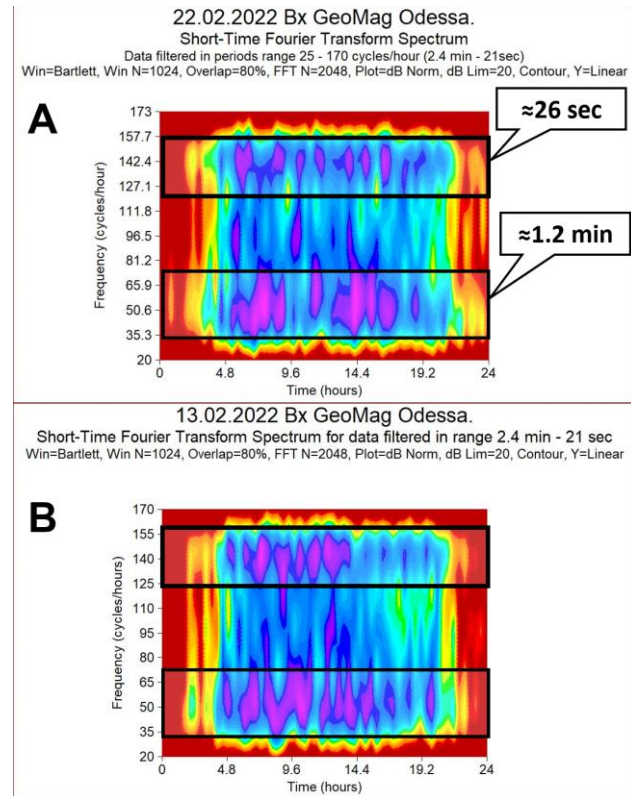 22.02.2022 Bx GeoMag Odessa.
Short-Time Fourier Transform Spectrum
Data filtered in periods range 25 - 170 cycles/hour (2.4 min - 21sec)
Win=Bartlett, Win N=1024, Overlap=80%, FFT N=2048, Plot=dB Norm, dB Lim=20, Contour, Y=Linear
A
≈26 sec
≈1.2 min
Frequency (cycles/hour)
173
157.7
142.4
127.1
111.8
96.5
81.2
65.9
50.6
35.3
20
0 4.8 9.6 14.4 19.2 24
Time (hours)
13.02.2022 Bx GeoMag Odessa.
Short-Time Fourier Transform Spectrum for data filtered in range 2.4 min - 21 sec
Win=Bartlett, Win N=1024, Overlap=80%, FFT N=2048, Plot=dB Norm, dB Lim=20, Contour, Y=Linear
B
Frequency (cycles/hours)
170
155
140
125
110
95
80
65
50
35
20
0 4.8 9.6 14.4 19.2 24
Time (hours)